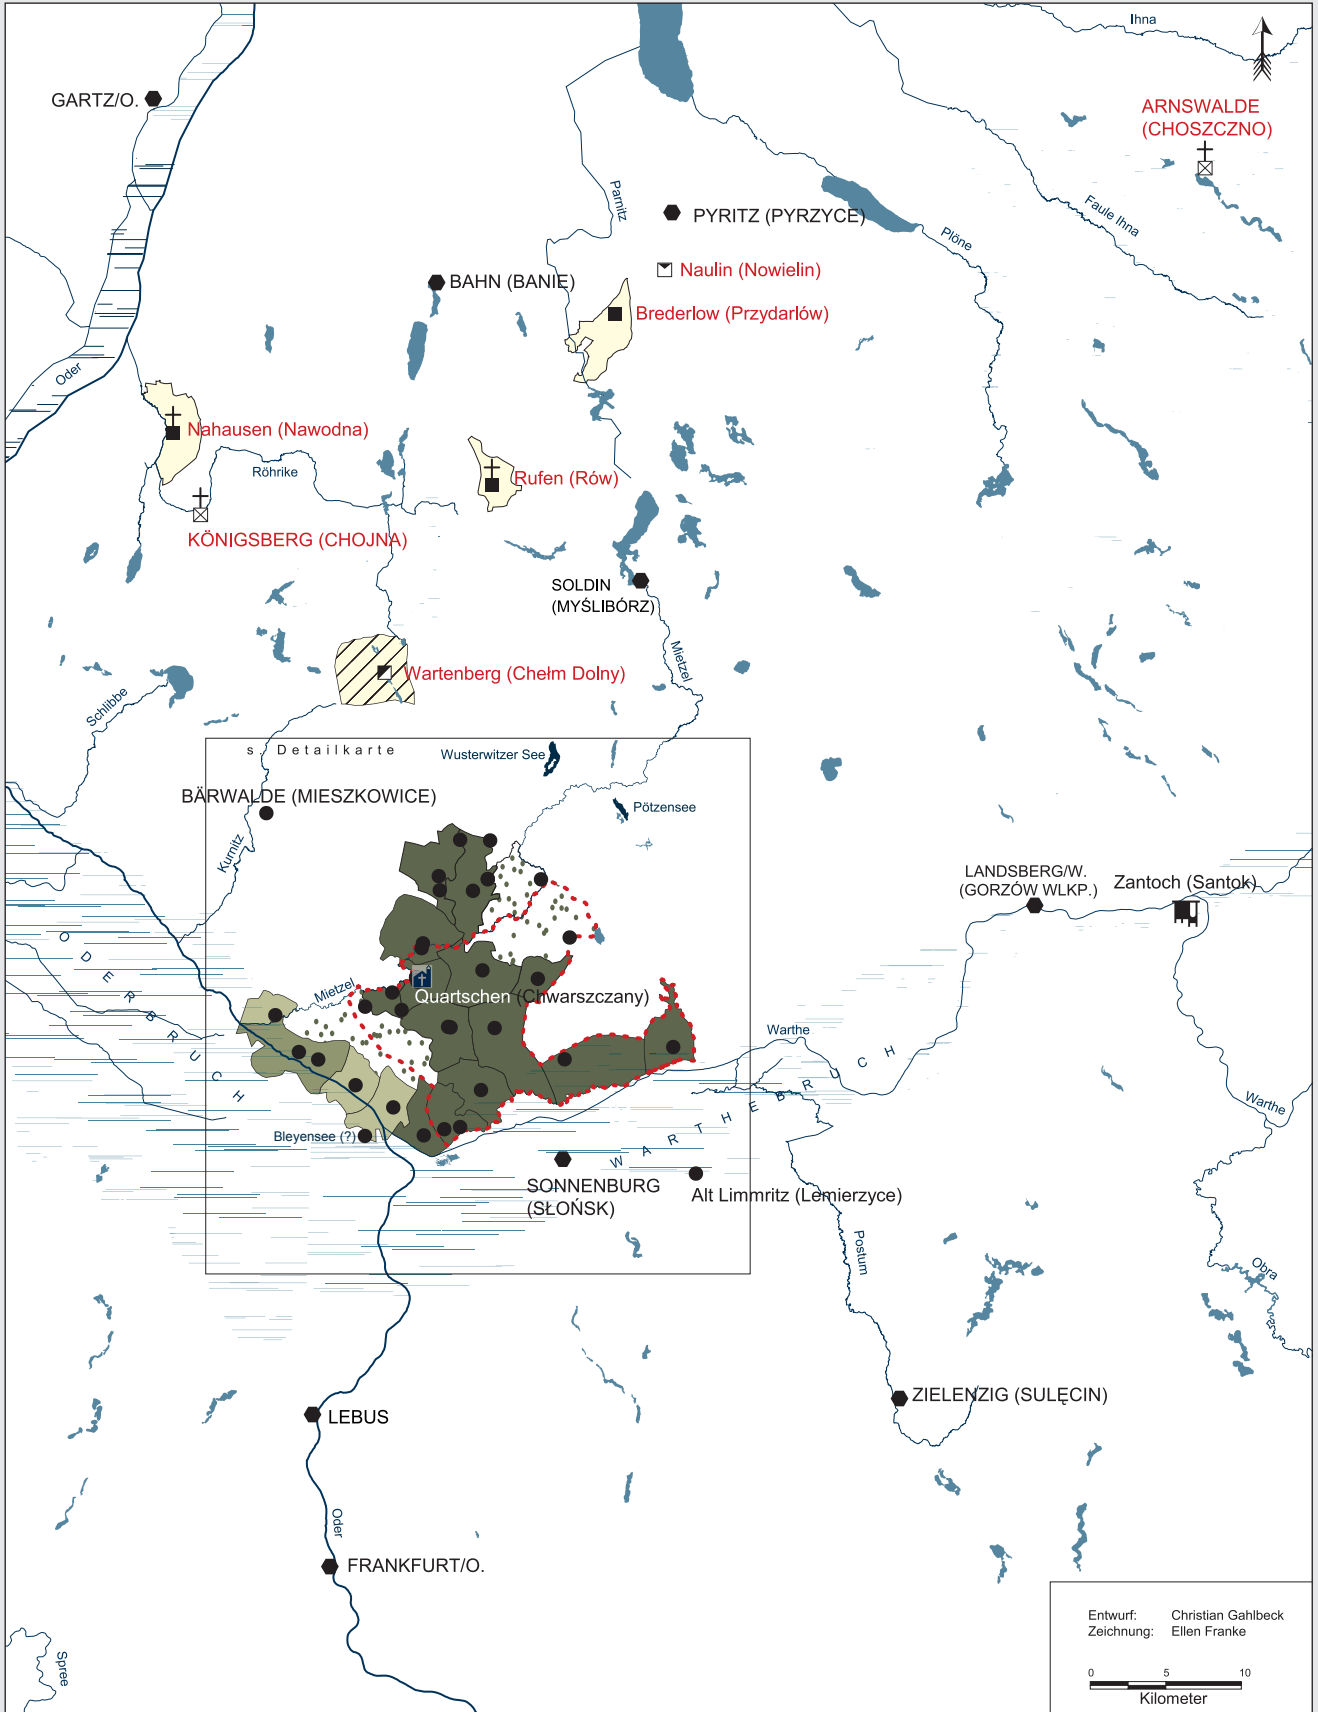 Ihna
GARTZ/O.
ARNSWALDE
(CHOSZCZNO)
Parnitz
PYRITZ (PYRZYCE)
Faule Ihna
Plöne
Naulin (Nowielin)
BAHN (BANIE)
Brederlow (Przydarłów)
Oder
Nahausen (Nawodna)
Röhrike
Rufen (Rów)
KÖNIGSBERG (CHOJNA)
SOLDIN
(MYŚLIBÓRZ)
Mietzel
Wartenberg (Chełm Dolny)
Schlibbe
s. Detailkarte
Wusterwitzer See
BÄRWALDE (MIESZKOWICE)
Pötzensee
Kurnitz
LANDSBERG/W.
(GORZÓW WLKP.)
Zantoch (Santok)
ODERBRUCH
Mietzel
Quartschen (Chwarszczany)
Warthe
WARTHEBRUCH
Warthe
Bleyensee (?)
SONNENBURG
(SŁOŃSK)
Alt Limmritz (Lemierzyce)
Postum
Obra
ZIELENZIG (SULĘCIN)
LEBUS
Oder
FRANKFURT/O.
Spree
Entwurf: Christian Gahlbeck
Zeichnung: Ellen Franke
0 5 10
Kilometer